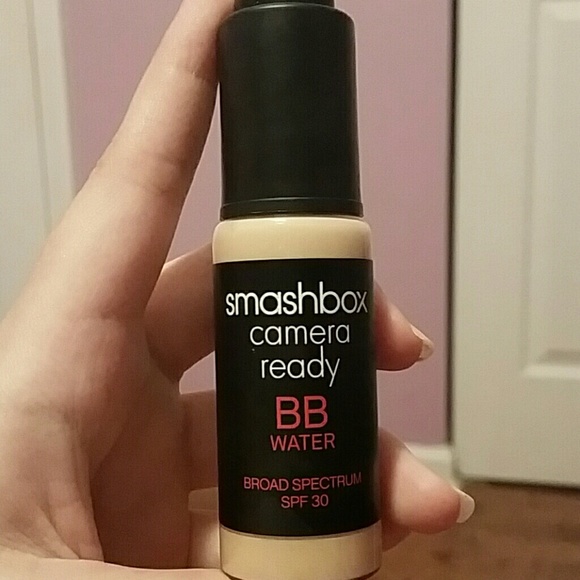 smashbox
camera
ready
BB
WATER
BROAD SPECTRUM
SPF 30